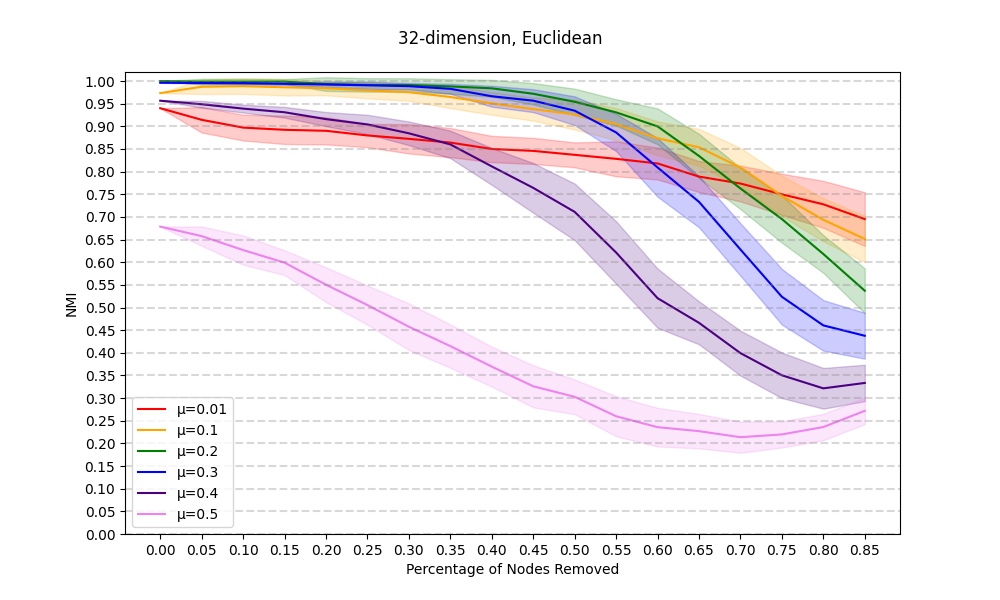 32-dimension, Euclidean
NMI
1.00
0.95
0.90
0.85
0.80
0.75
0.70
0.65
0.60
0.55
0.50
0.45
0.40
0.35
0.30
0.25
0.20
0.15
0.10
0.05
0.00
μ=0.01
μ=0.1
μ=0.2
μ=0.3
μ=0.4
μ=0.5
0.00 0.05 0.10 0.15 0.20 0.25 0.30 0.35 0.40 0.45 0.50 0.55 0.60 0.65 0.70 0.75 0.80 0.85
Percentage of Nodes Removed